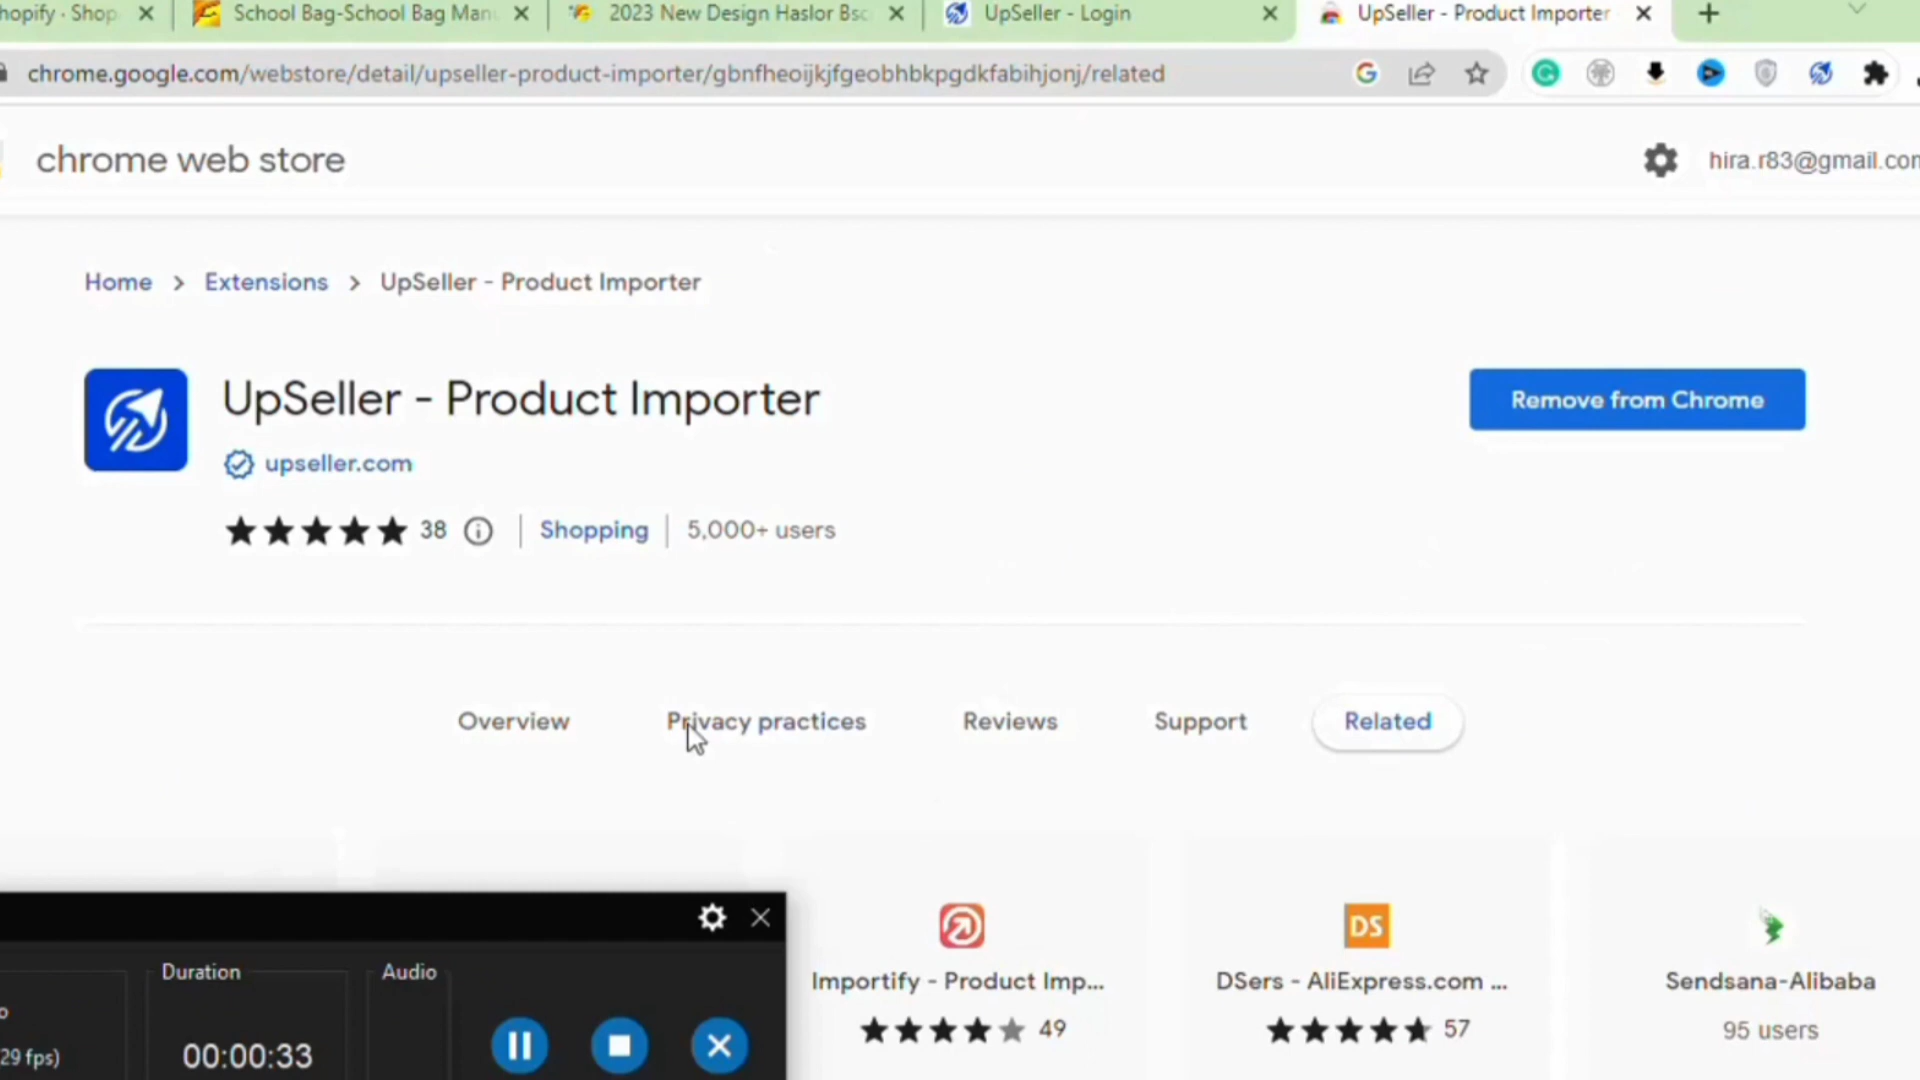 hopify · Shop
School Bag-School Bag Man
2023 New Design Haslor Bsc
UpSeller - Login
UpSeller - Product Importer
chrome.google.com/webstore/detail/upseller-product-importer/gbnfheoijkjfgeobhbkpgdkfabihjonj/related
chrome web store
hira.r83@gmail.com
Home > Extensions > UpSeller - Product Importer
UpSeller - Product Importer
Remove from Chrome
upseller.com
38 | Shopping | 5,000+ users
Overview
Privacy practices
Reviews
Support
Related
DS
Importify - Product Imp...
DSers - AliExpress.com ...
Sendsana-Alibaba
49
57
95 users
Duration
Audio
o
29 fps)
00:00:33